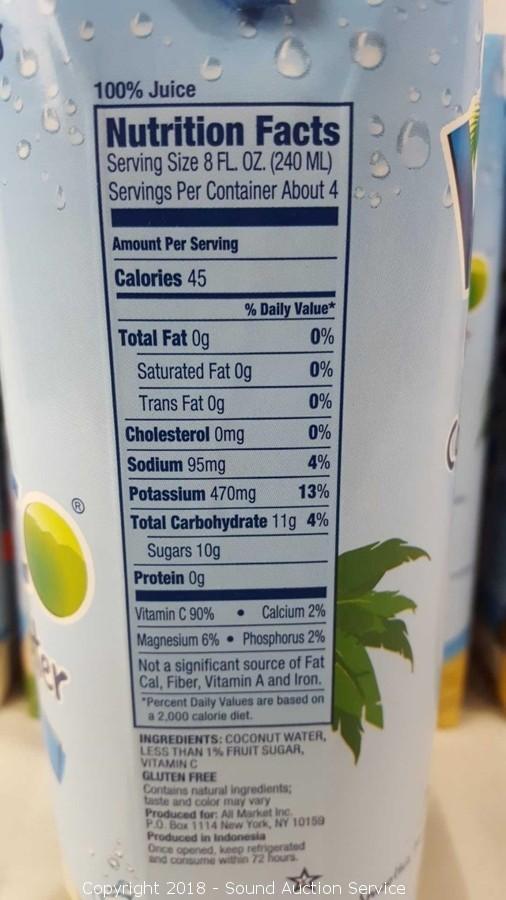 100% Juice
Nutrition Facts
Serving Size 8 FL. OZ. (240 ML)
Servings Per Container About 4
Amount Per Serving
Calories 45
% Daily Value*
Total Fat 0g 0%
Saturated Fat 0g 0%
Trans Fat 0g 0%
Cholesterol 0mg 0%
Sodium 95mg 4%
Potassium 470mg 13%
Total Carbohydrate 11g 4%
Sugars 10g
Protein 0g
Vitamin C 90% • Calcium 2%
Magnesium 6% • Phosphorus 2%
Not a significant source of Fat
Cal, Fiber, Vitamin A and Iron.
*Percent Daily Values are based on
a 2,000 calorie diet.
INGREDIENTS: COCONUT WATER,
LESS THAN 1% FRUIT SUGAR,
VITAMIN C
GLUTEN FREE
Contains natural ingredients;
taste and color may vary
Produced for: All Market Inc.
P.O. Box 1114 New York, NY 10159
Produced in Indonesia
Once opened, keep refrigerated
and consume within 72 hours.
®
Copyright 2018 - Sound Auction Service